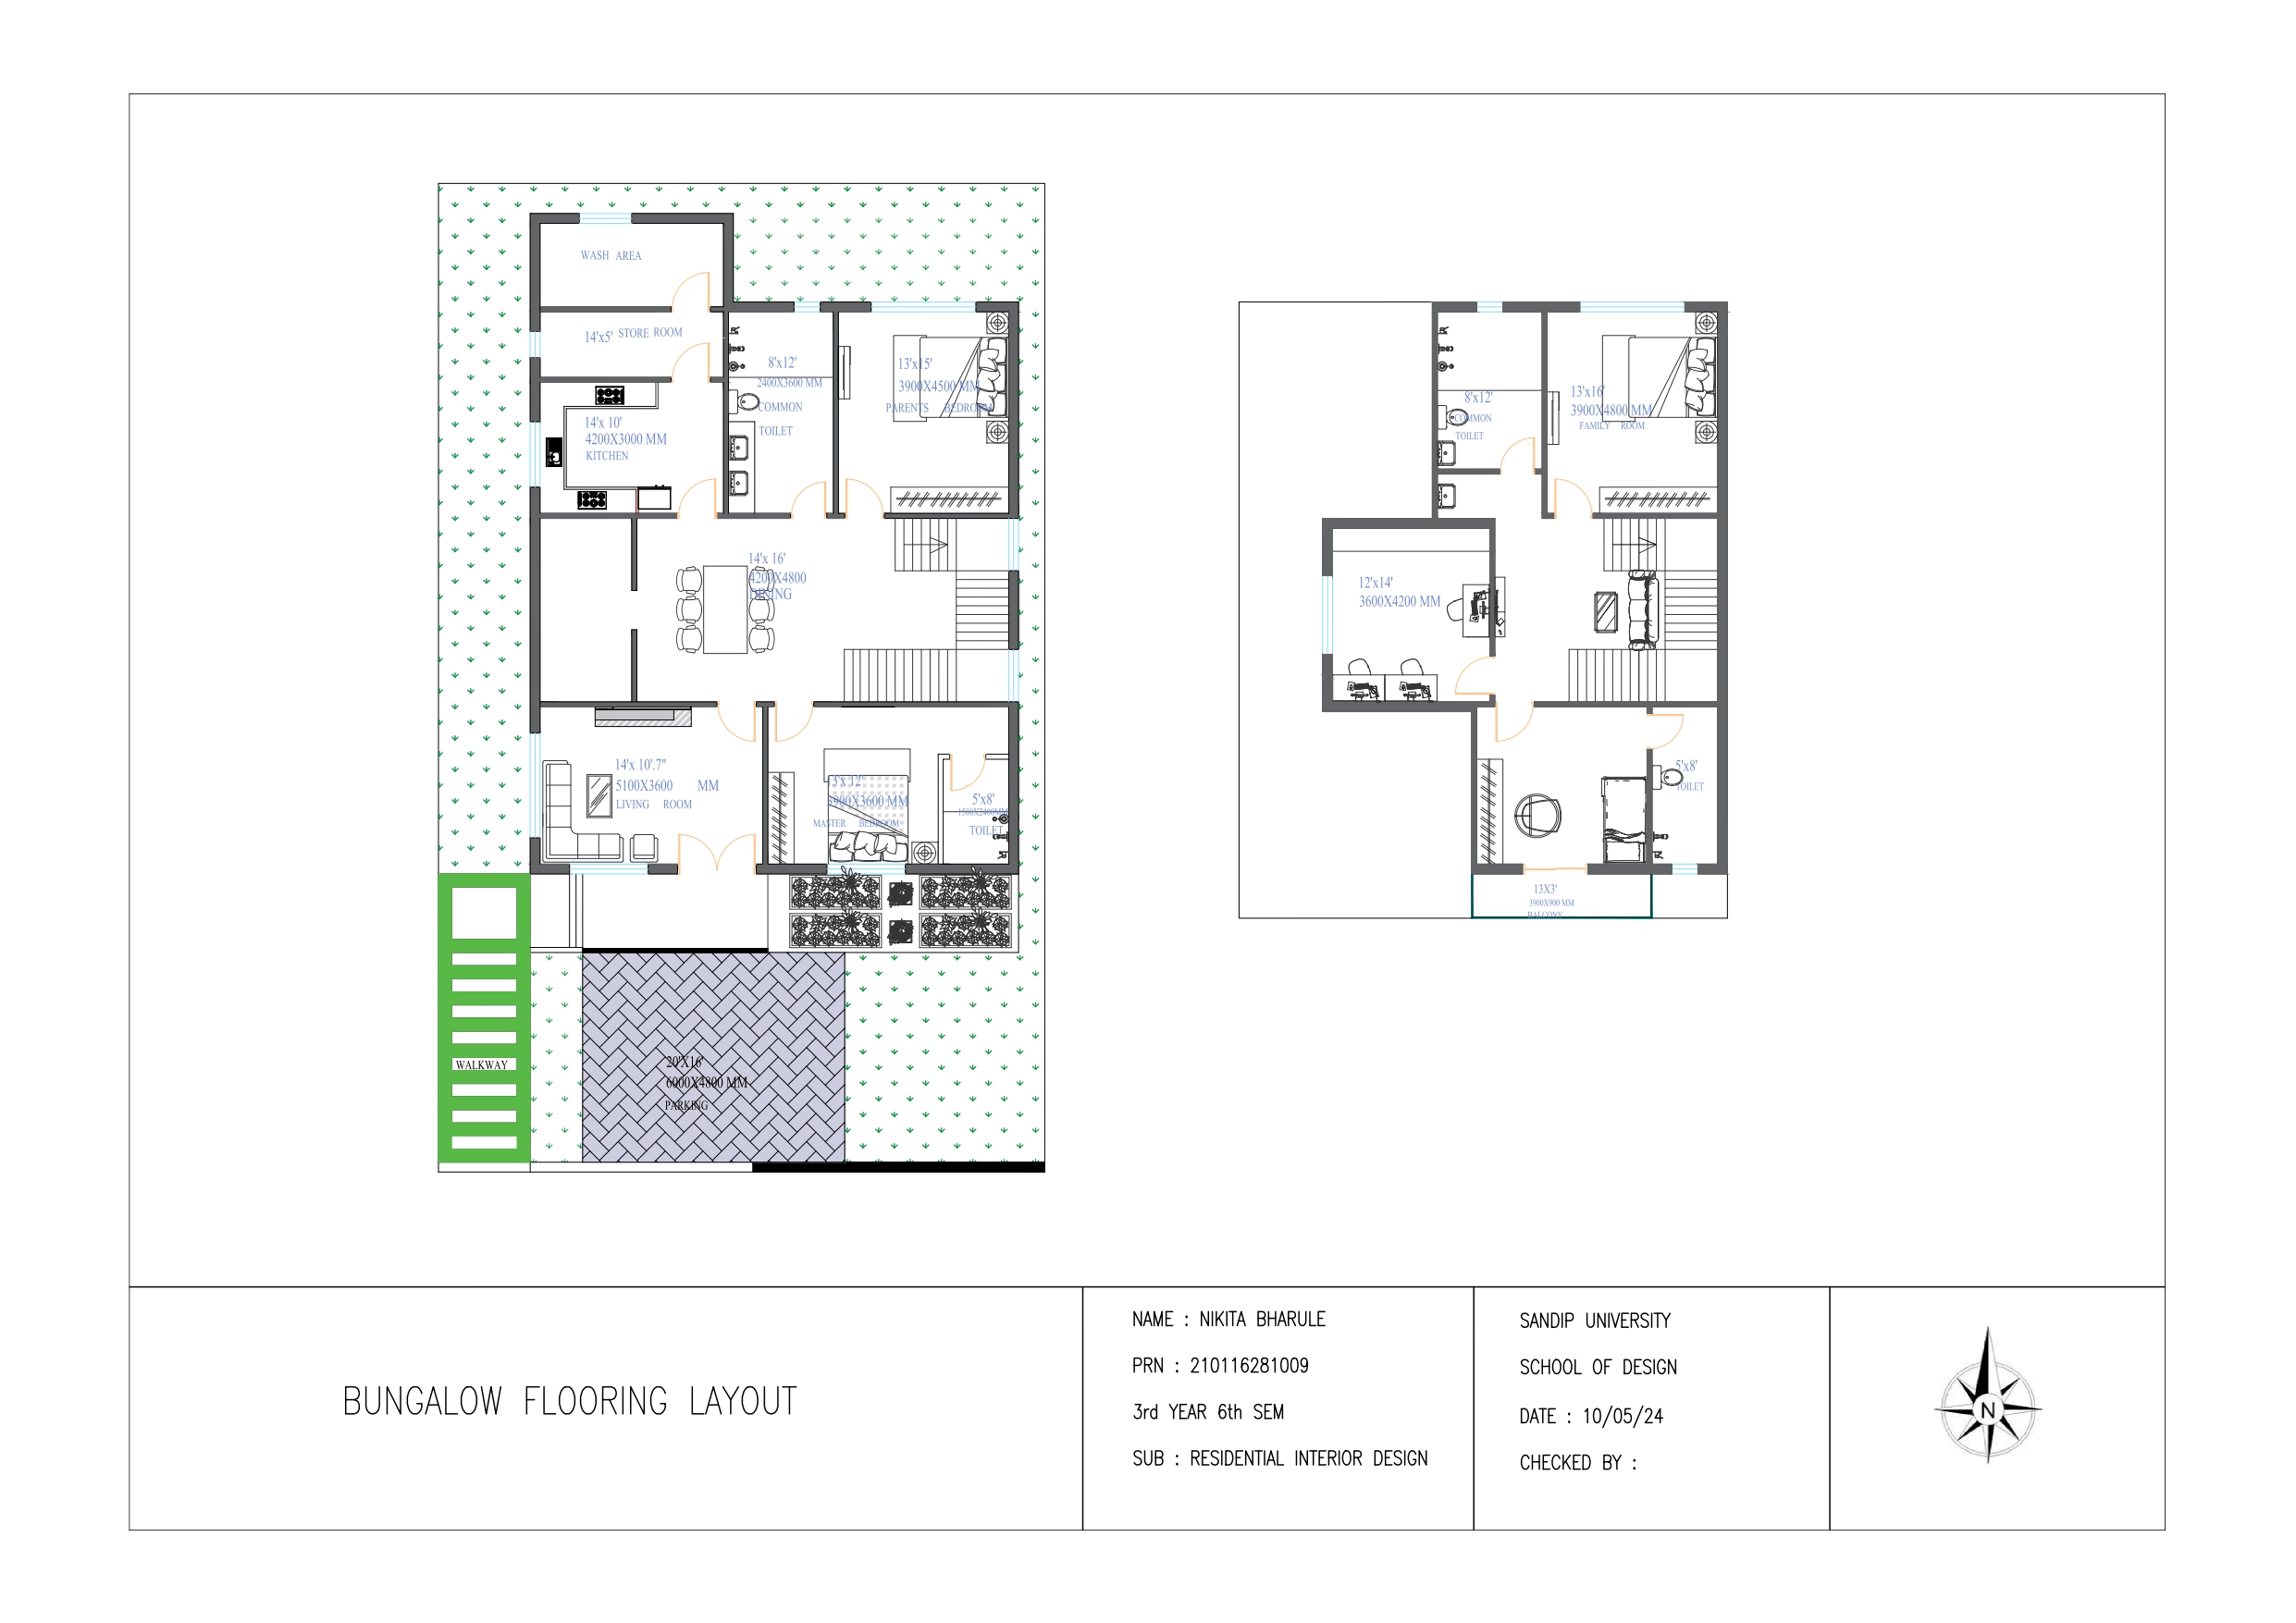 WASH AREA
14'x5' STORE ROOM
14'x 10'
4200X3000 MM
KITCHEN
8'x12'
2400X3600 MM
COMMON
TOILET
13'x15'
3900X4500 MM
PARENTS BEDROOM
14'x 16'
4200X4800
DINING
14'x 10'.7"
5100X3600 MM
LIVING ROOM
13'x 12'
3900X3600 MM
MASTER BEDROOM
5'x8'
1500X2400MM
TOILET
WALKWAY
20'X16'
6000X4800 MM
PARKING
8'x12'
COMMON
TOILET
13'x16'
3900X4800 MM
FAMILY ROOM
12'x14'
3600X4200 MM
5'x8'
TOILET
13X3'
3900X900 MM
BALCONY
BUNGALOW FLOORING LAYOUT
NAME : NIKITA BHARULE
PRN : 210116281009
3rd YEAR 6th SEM
SUB : RESIDENTIAL INTERIOR DESIGN
SANDIP UNIVERSITY
SCHOOL OF DESIGN
DATE : 10/05/24
CHECKED BY :
N